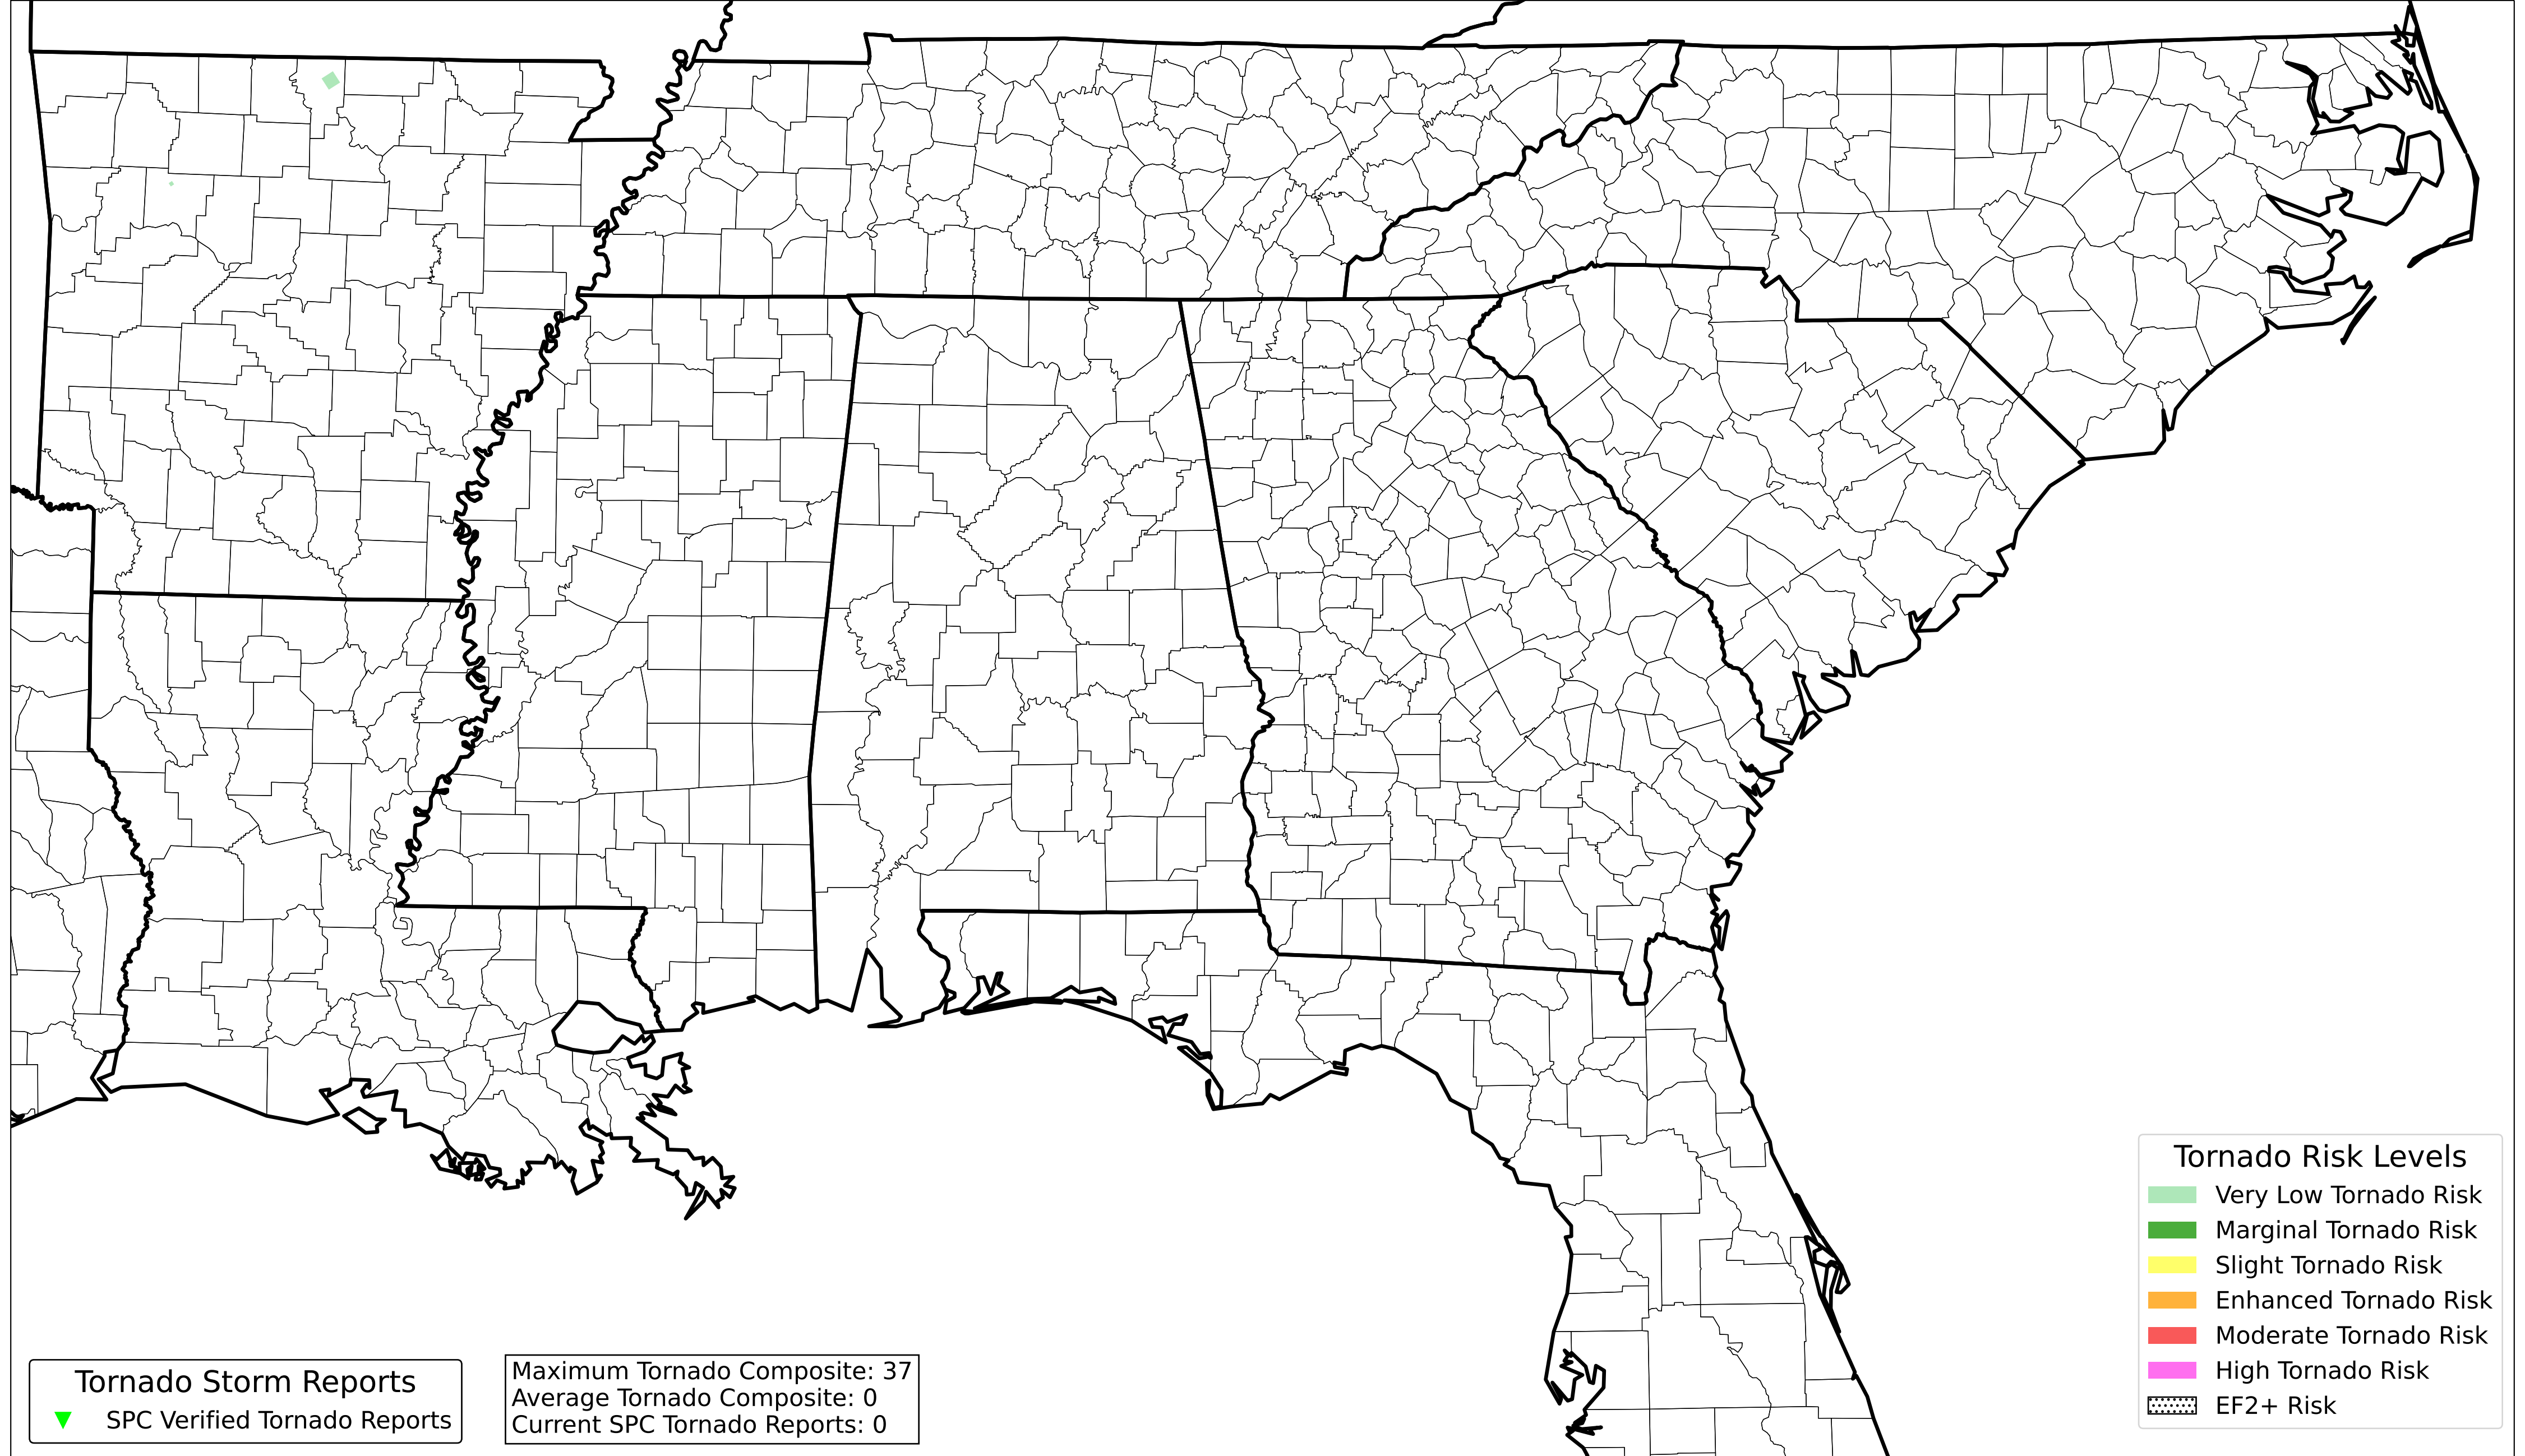 Tornado Storm Reports
SPC Verified Tornado Reports
Maximum Tornado Composite: 37
Average Tornado Composite: 0
Current SPC Tornado Reports: 0
Tornado Risk Levels
Very Low Tornado Risk
Marginal Tornado Risk
Slight Tornado Risk
Enhanced Tornado Risk
Moderate Tornado Risk
High Tornado Risk
EF2+ Risk